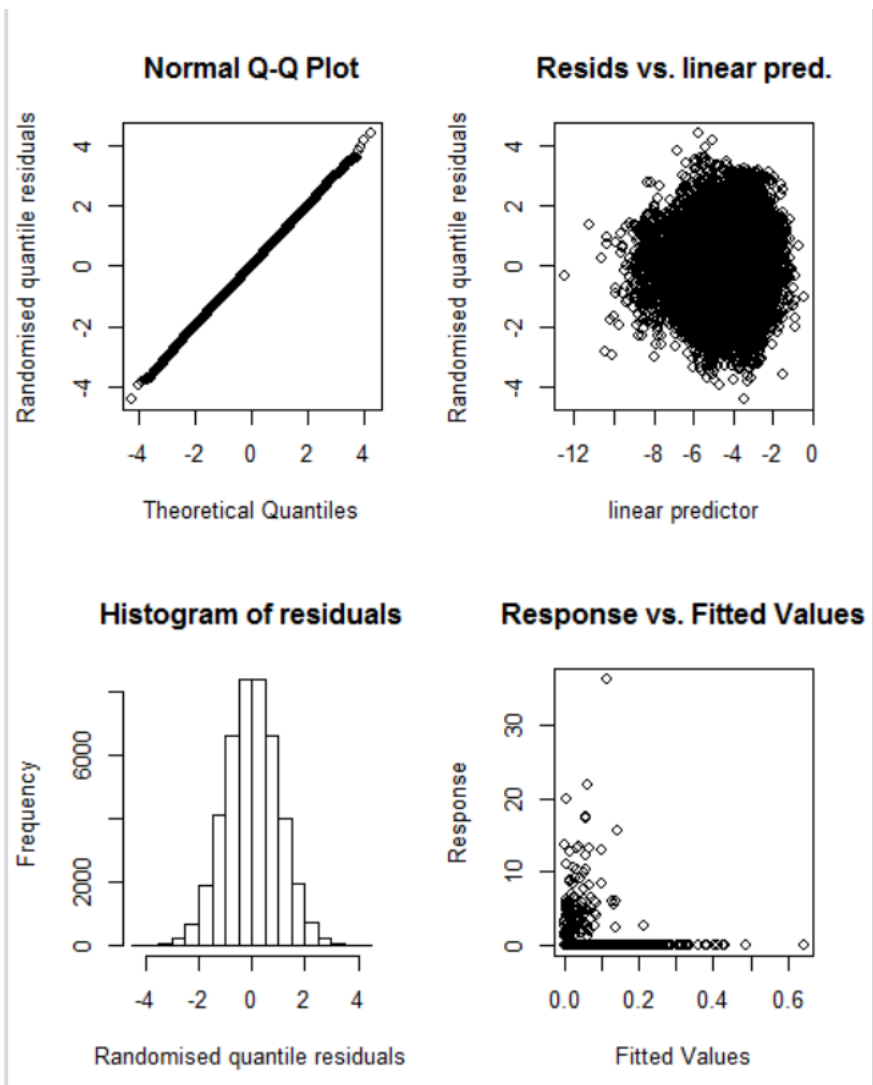 Normal Q-Q Plot
Randomised quantile residuals
4
2
0
-2
-4
-4 -2 0 2 4
Theoretical Quantiles
Resids vs. linear pred.
Randomised quantile residuals
4
2
0
-2
-4
-12 -8 -6 -4 -2 0
linear predictor
Histogram of residuals
Frequency
6000
2000
0
-4 -2 0 2 4
Randomised quantile residuals
Response vs. Fitted Values
Response
30
20
10
0
0.0 0.2 0.4 0.6
Fitted Values